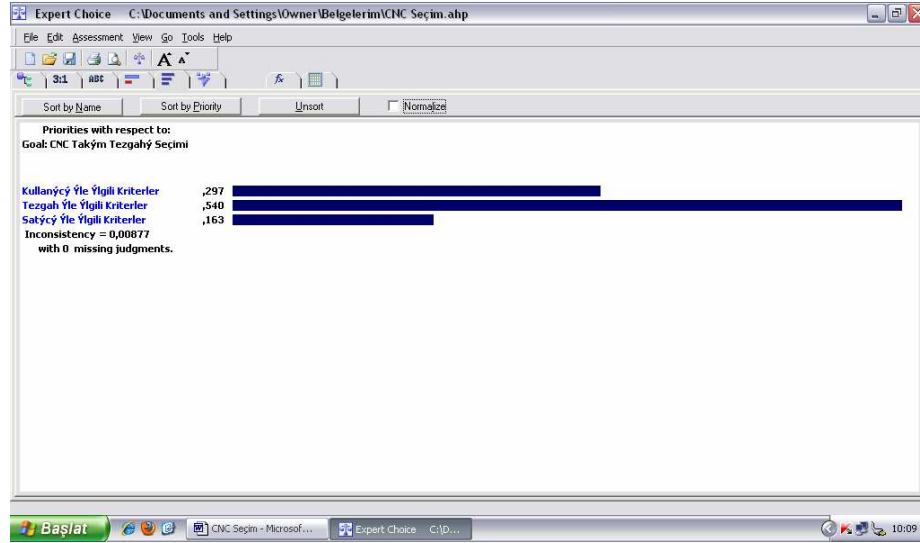 Expert Choice C:\Documents and Settings\Owner\Belgelerim\CNC Seçim.ahp
File Edit Assessment View Go Tools Help
A A
3:1 ABC fx
Sort by Name Sort by Priority Unsort Normalize
Priorities with respect to:
Goal: CNC Takým Tezgahý Seçimi
Kullanýcý Ýle Ýlgili Kriterler ,297
Tezgah Ýle Ýlgili Kriterler ,540
Satýcý Ýle Ýlgili Kriterler ,163
Inconsistency = 0,00877
with 0 missing judgments.
Başlat CNC Seçim - Microsof... Expert Choice C:\D... 10:09